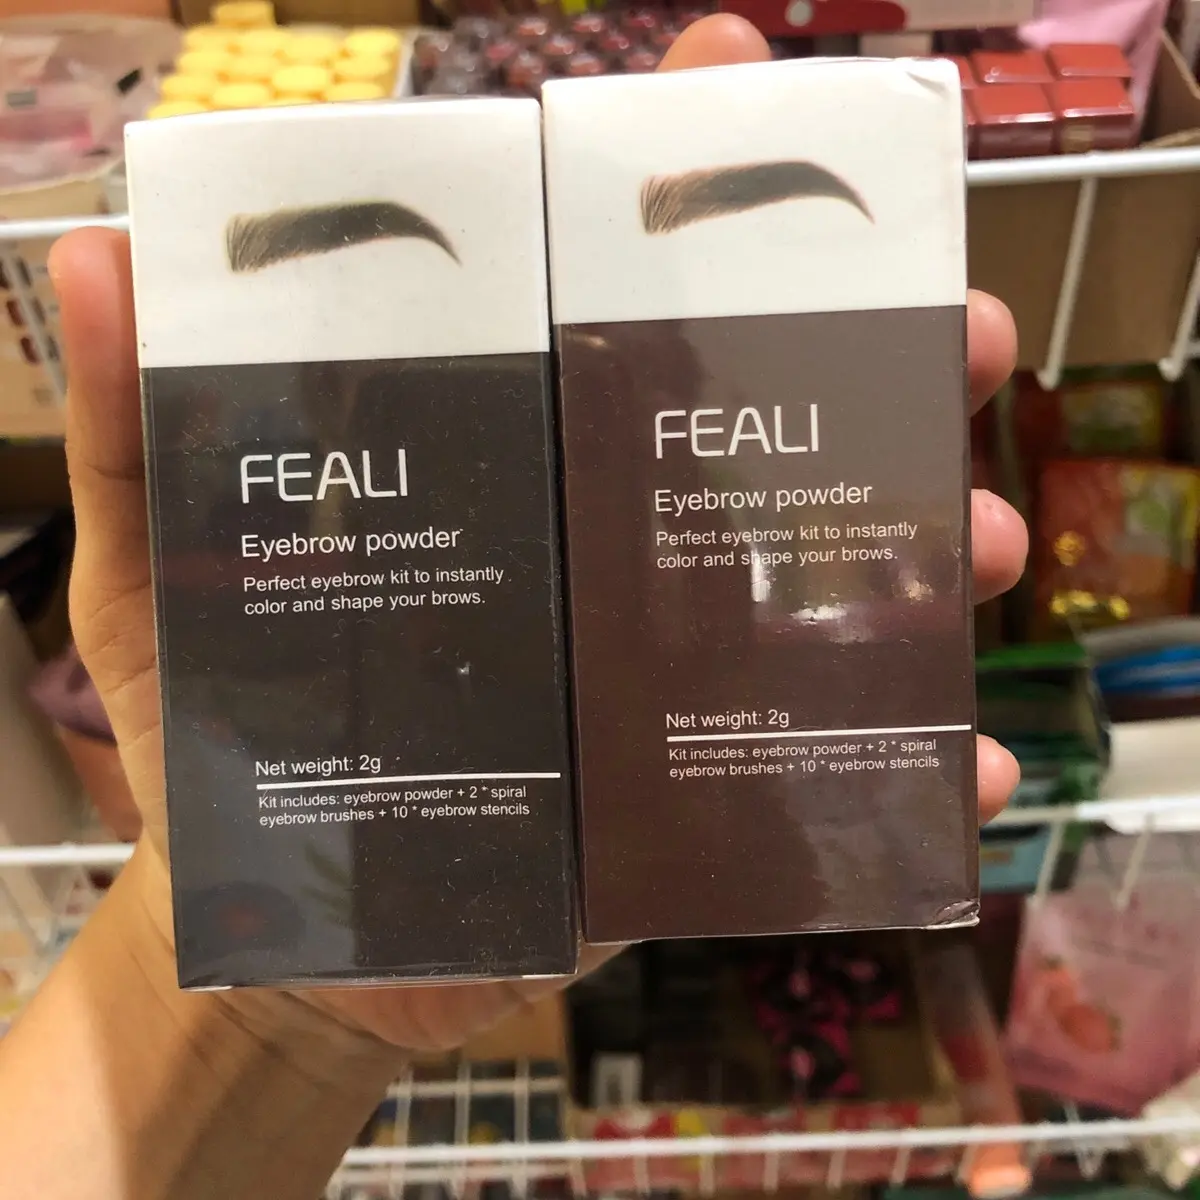 FEALI
Eyebrow powder
Perfect eyebrow kit to instantly
color and shape your brows.
Net weight: 2g
Kit includes: eyebrow powder + 2 * spiral
eyebrow brushes + 10 * eyebrow stencils
FEALI
Eyebrow powder
Perfect eyebrow kit to instantly
color and shape your brows.
Net weight: 2g
Kit includes: eyebrow powder + 2 * spiral
eyebrow brushes + 10 * eyebrow stencils